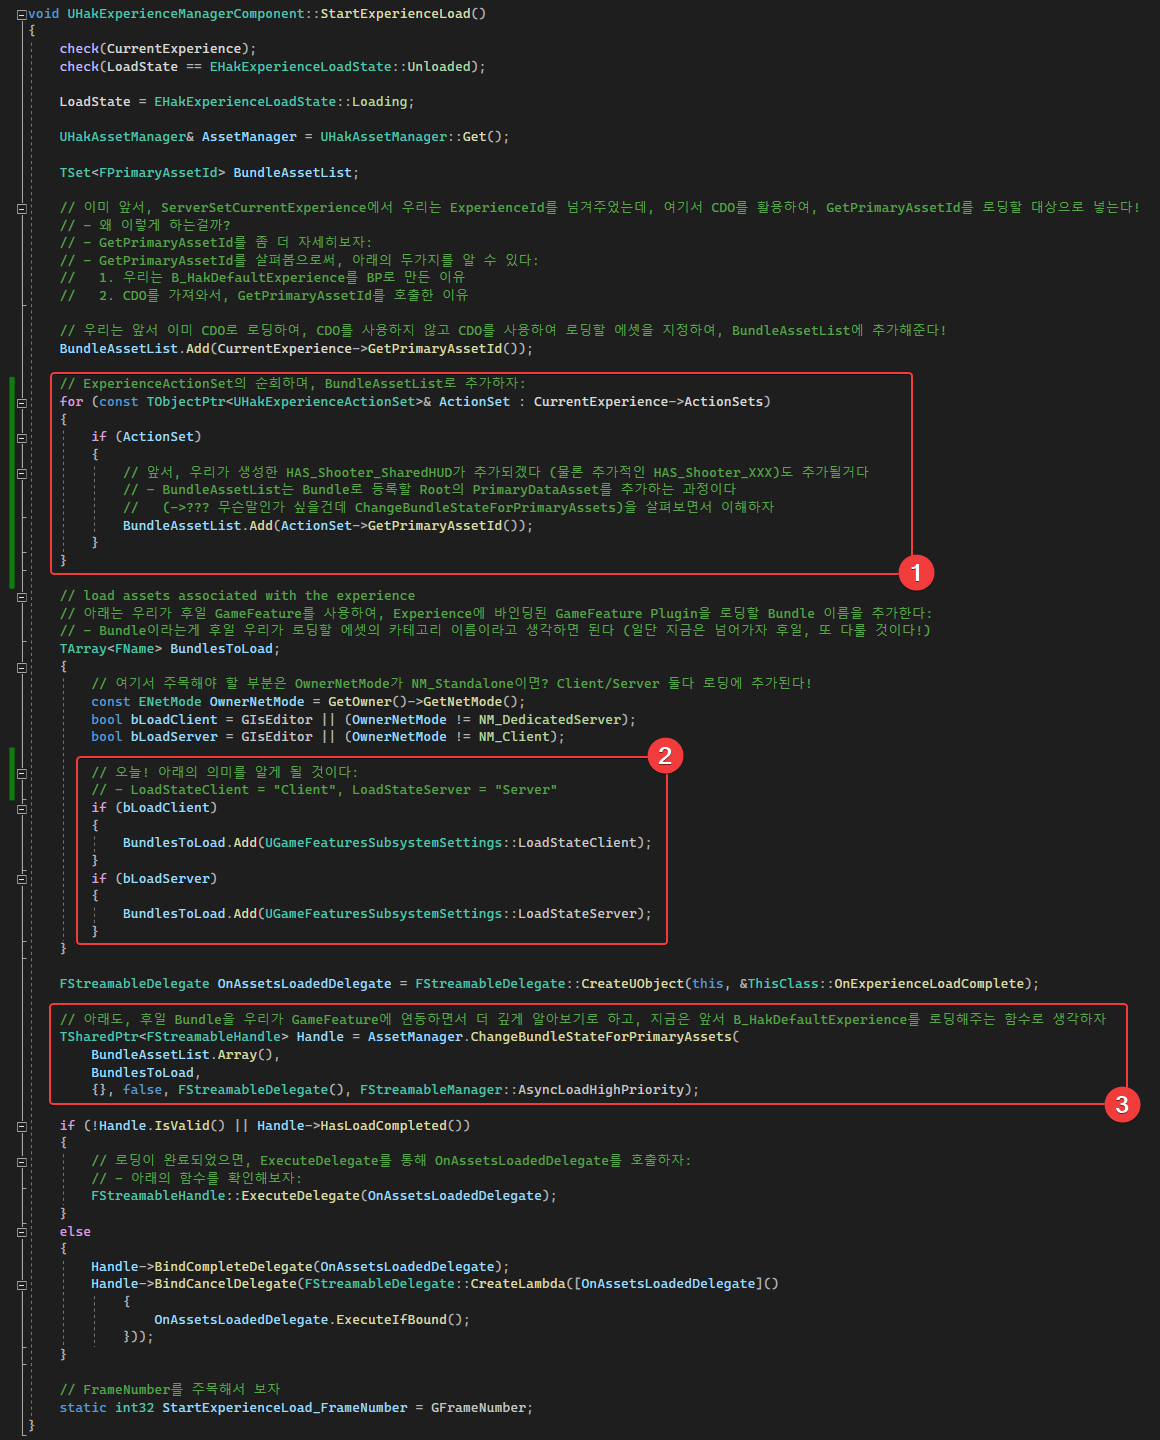 void UHakExperienceManagerComponent::StartExperienceLoad()
{
check(CurrentExperience);
check(LoadState == EHakExperienceLoadState::Unloaded);
LoadState = EHakExperienceLoadState::Loading;
UHakAssetManager& AssetManager = UHakAssetManager::Get();
TSet<FPrimaryAssetId> BundleAssetList;
// 이미 앞서, ServerSetCurrentExperience에서 우리는 ExperienceId를 넘겨주었는데, 여기서 CDO를 활용하여, GetPrimaryAssetId를 로딩할 대상으로 넣는다!
// - 왜 이렇게 하는걸까?
// - GetPrimaryAssetId를 좀 더 자세히보자:
// - GetPrimaryAssetId를 살펴봄으로써, 아래의 두가지를 알 수 있다:
//   1. 우리는 B_HakDefaultExperience를 BP로 만든 이유
//   2. CDO를 가져와서, GetPrimaryAssetId를 호출한 이유
// 우리는 앞서 이미 CDO로 로딩하여, CDO를 사용하지 않고 CDO를 사용하여 로딩할 에셋을 지정하여, BundleAssetList에 추가해준다!
BundleAssetList.Add(CurrentExperience->GetPrimaryAssetId());
// ExperienceActionSet의 순회하며, BundleAssetList로 추가하자:
for (const TObjectPtr<UHakExperienceActionSet>& ActionSet : CurrentExperience->ActionSets)
{
if (ActionSet)
{
// 앞서, 우리가 생성한 HAS_Shooter_SharedHUD가 추가되겠다 (물론 추가적인 HAS_Shooter_XXX)도 추가될거다
// - BundleAssetList는 Bundle로 등록할 Root의 PrimaryDataAsset를 추가하는 과정이다
//   (->??? 무슨말인가 싶을건데 ChangeBundleStateForPrimaryAssets)을 살펴보면서 이해하자
BundleAssetList.Add(ActionSet->GetPrimaryAssetId());
}
}
1
// load assets associated with the experience
// 아래는 우리가 후일 GameFeature를 사용하여, Experience에 바인딩된 GameFeature Plugin을 로딩할 Bundle 이름을 추가한다:
// - Bundle이라는게 후일 우리가 로딩할 에셋의 카테고리 이름이라고 생각하면 된다 (일단 지금은 넘어가자 후일, 또 다룰 것이다!)
TArray<FName> BundlesToLoad;
{
// 여기서 주목해야 할 부분은 OwnerNetMode가 NM_Standalone이면? Client/Server 둘다 로딩에 추가된다!
const ENetMode OwnerNetMode = GetOwner()->GetNetMode();
bool bLoadClient = GIsEditor || (OwnerNetMode != NM_DedicatedServer);
bool bLoadServer = GIsEditor || (OwnerNetMode != NM_Client);
2
// 오늘! 아래의 의미를 알게 될 것이다:
// - LoadStateClient = "Client", LoadStateServer = "Server"
if (bLoadClient)
{
BundlesToLoad.Add(UGameFeaturesSubsystemSettings::LoadStateClient);
}
if (bLoadServer)
{
BundlesToLoad.Add(UGameFeaturesSubsystemSettings::LoadStateServer);
}
}
FStreamableDelegate OnAssetsLoadedDelegate = FStreamableDelegate::CreateUObject(this, &ThisClass::OnExperienceLoadComplete);
// 아래도, 후일 Bundle을 우리가 GameFeature에 연동하면서 더 깊게 알아보기로 하고, 지금은 앞서 B_HakDefaultExperience를 로딩해주는 함수로 생각하자
TSharedPtr<FStreamableHandle> Handle = AssetManager.ChangeBundleStateForPrimaryAssets(
BundleAssetList.Array(),
BundlesToLoad,
{}, false, FStreamableDelegate(), FStreamableManager::AsyncLoadHighPriority);
3
if (!Handle.IsValid() || Handle->HasLoadCompleted())
{
// 로딩이 완료되었으면, ExecuteDelegate를 통해 OnAssetsLoadedDelegate를 호출하자:
// - 아래의 함수를 확인해보자:
FStreamableHandle::ExecuteDelegate(OnAssetsLoadedDelegate);
}
else
{
Handle->BindCompleteDelegate(OnAssetsLoadedDelegate);
Handle->BindCancelDelegate(FStreamableDelegate::CreateLambda([OnAssetsLoadedDelegate]()
{
OnAssetsLoadedDelegate.ExecuteIfBound();
}));
}
// FrameNumber를 주목해서 보자
static int32 StartExperienceLoad_FrameNumber = GFrameNumber;
}